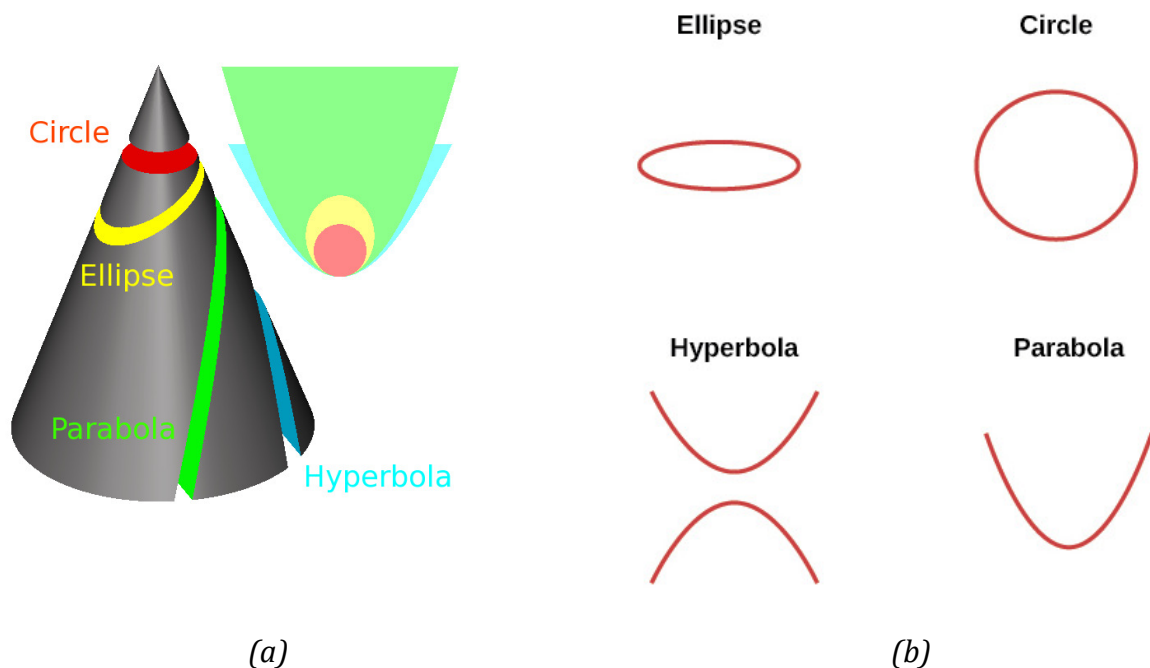 Circle
Ellipse
Parabola
Hyperbola
(a)
Ellipse
Circle
Hyperbola
Parabola
(b)